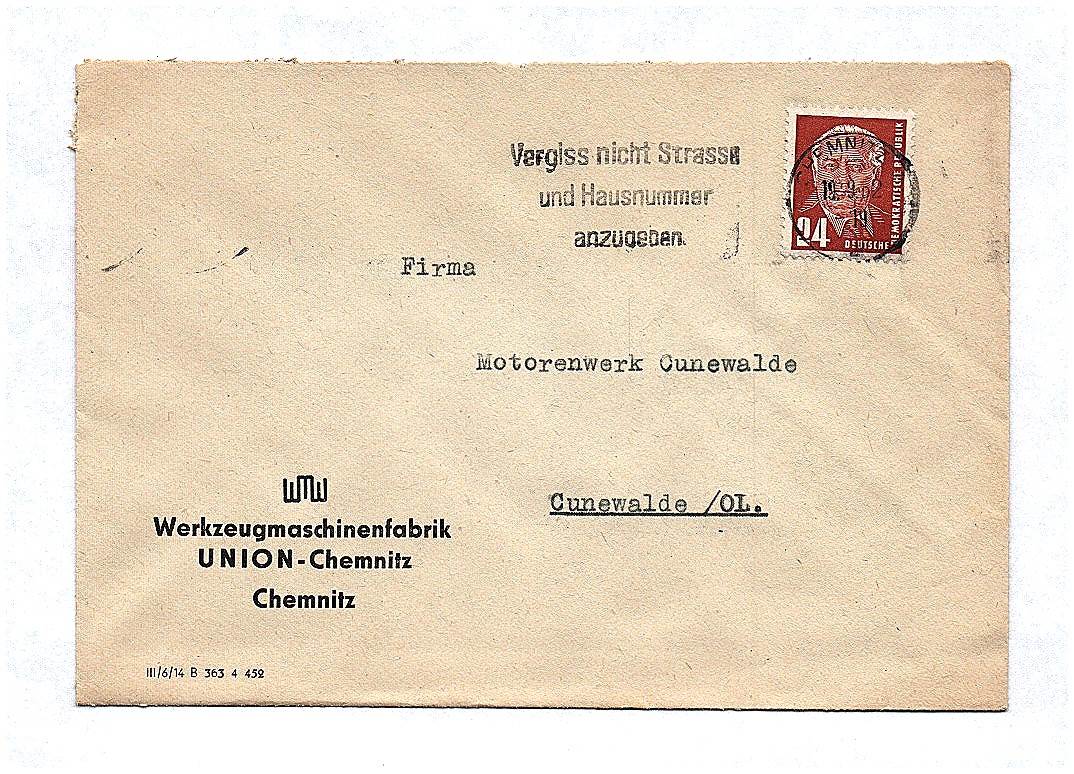 Vergiss nicht Strasse
und Hausnummer
anzugeben.
CHEMNITZ
24
DEUTSCHE DEMOKRATISCHE REPUBLIK
Firma
Motorenwerk Cunewalde
Cunewalde /OL.
WMW
Werkzeugmaschinenfabrik
UNION-Chemnitz
Chemnitz
III/6/14 B 363 4 452